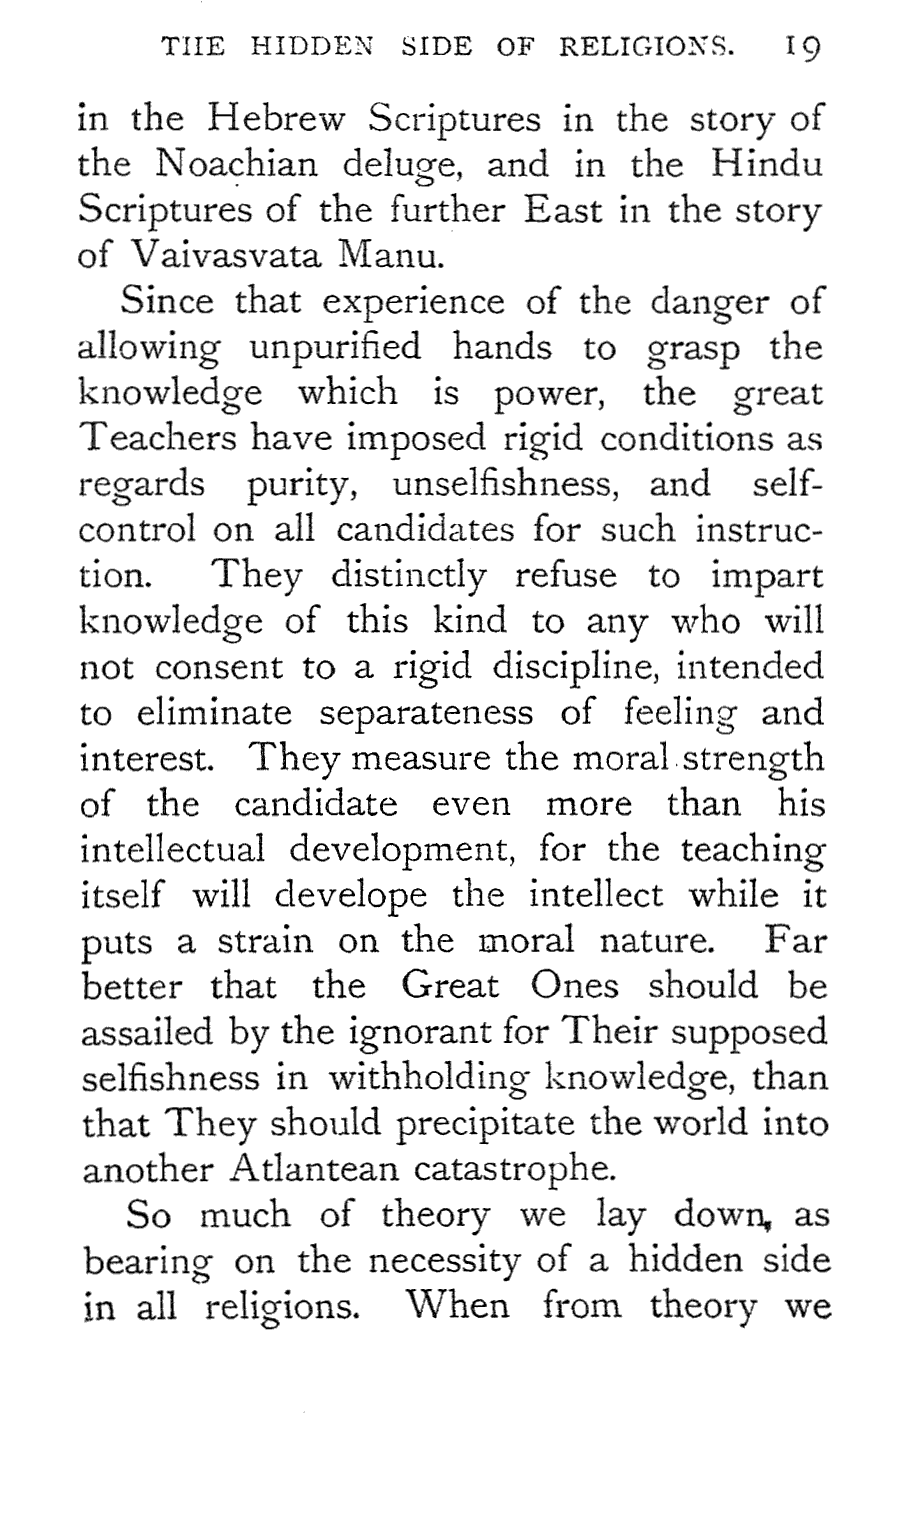 THE HIDDEN SIDE OF RELIGIONS. 19
in the Hebrew Scriptures in the story of
the Noachian deluge, and in the Hindu
Scriptures of the further East in the story
of Vaivasvata Manu.
Since that experience of the danger of
allowing unpurified hands to grasp the
knowledge which is power, the great
Teachers have imposed rigid conditions as
regards purity, unselfishness, and self-
control on all candidates for such instruc-
tion. They distinctly refuse to impart
knowledge of this kind to any who will
not consent to a rigid discipline, intended
to eliminate separateness of feeling and
interest. They measure the moral strength
of the candidate even more than his
intellectual development, for the teaching
itself will develope the intellect while it
puts a strain on the moral nature. Far
better that the Great Ones should be
assailed by the ignorant for Their supposed
selfishness in withholding knowledge, than
that They should precipitate the world into
another Atlantean catastrophe.
So much of theory we lay down, as
bearing on the necessity of a hidden side
in all religions. When from theory we